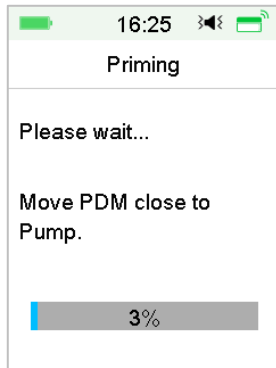 16:25
Priming
Please wait...
Move PDM close to
Pump.
3%